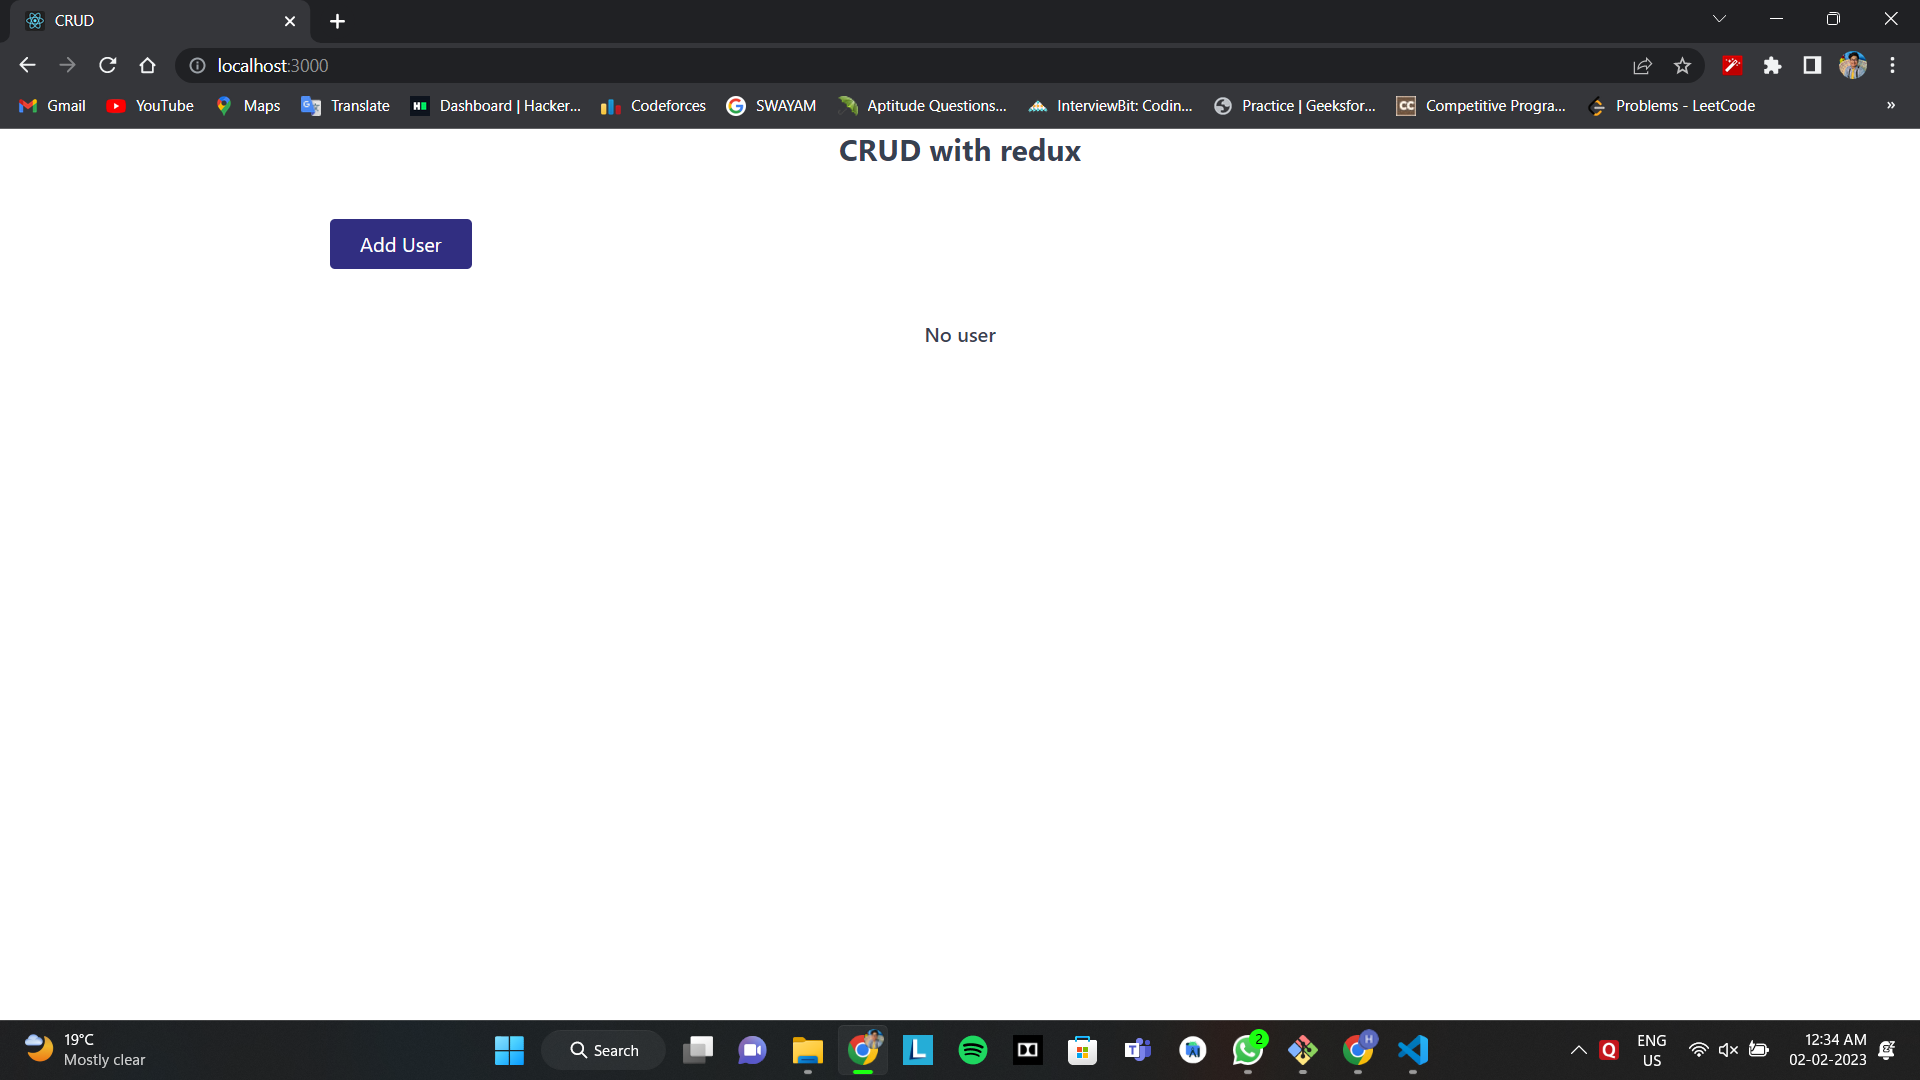 CRUD
localhost:3000
Gmail YouTube Maps Translate Dashboard | Hacker... Codeforces SWAYAM Aptitude Questions... InterviewBit: Codin... Practice | Geeksfor... Competitive Progra... Problems - LeetCode »
CRUD with redux
Add User
No user
19°C
Mostly clear
Search
2
H
ENG
US
12:34 AM
02-02-2023